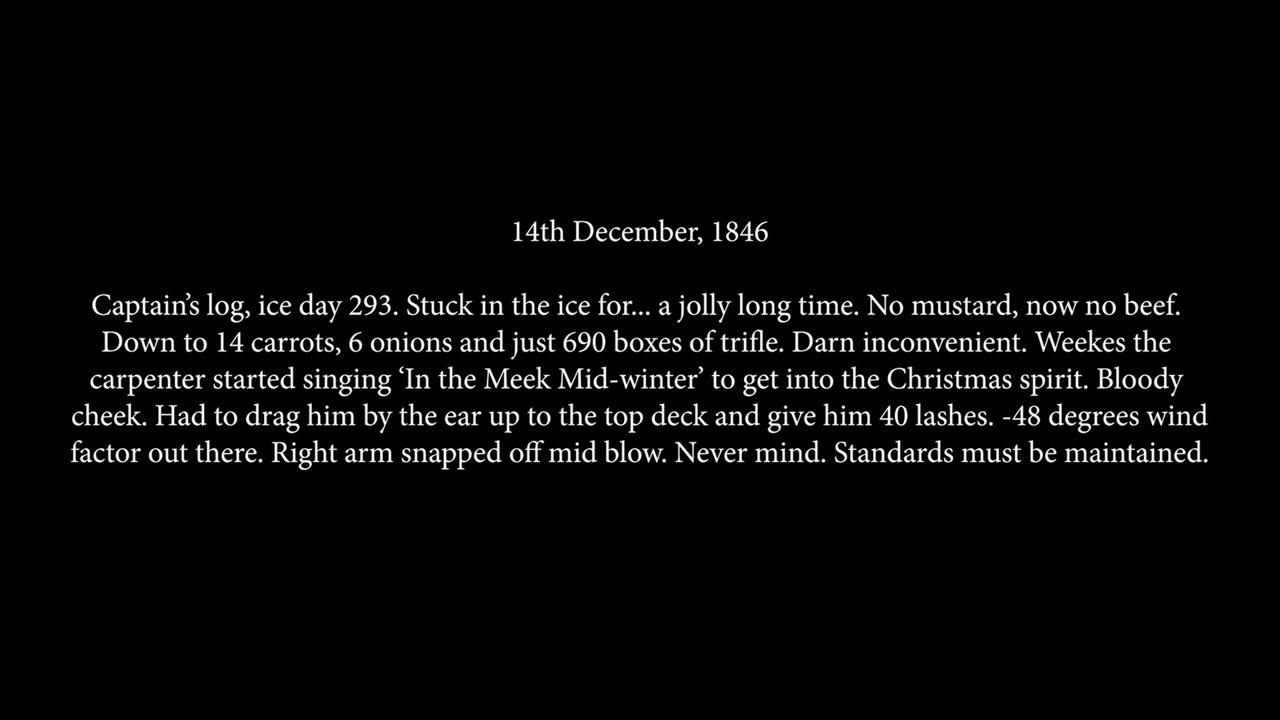 14th December, 1846
Captain’s log, ice day 293. Stuck in the ice for... a jolly long time. No mustard, now no beef.
Down to 14 carrots, 6 onions and just 690 boxes of trifle. Darn inconvenient. Weekes the
carpenter started singing ‘In the Meek Mid-winter’ to get into the Christmas spirit. Bloody
cheek. Had to drag him by the ear up to the top deck and give him 40 lashes. -48 degrees wind
factor out there. Right arm snapped off mid blow. Never mind. Standards must be maintained.